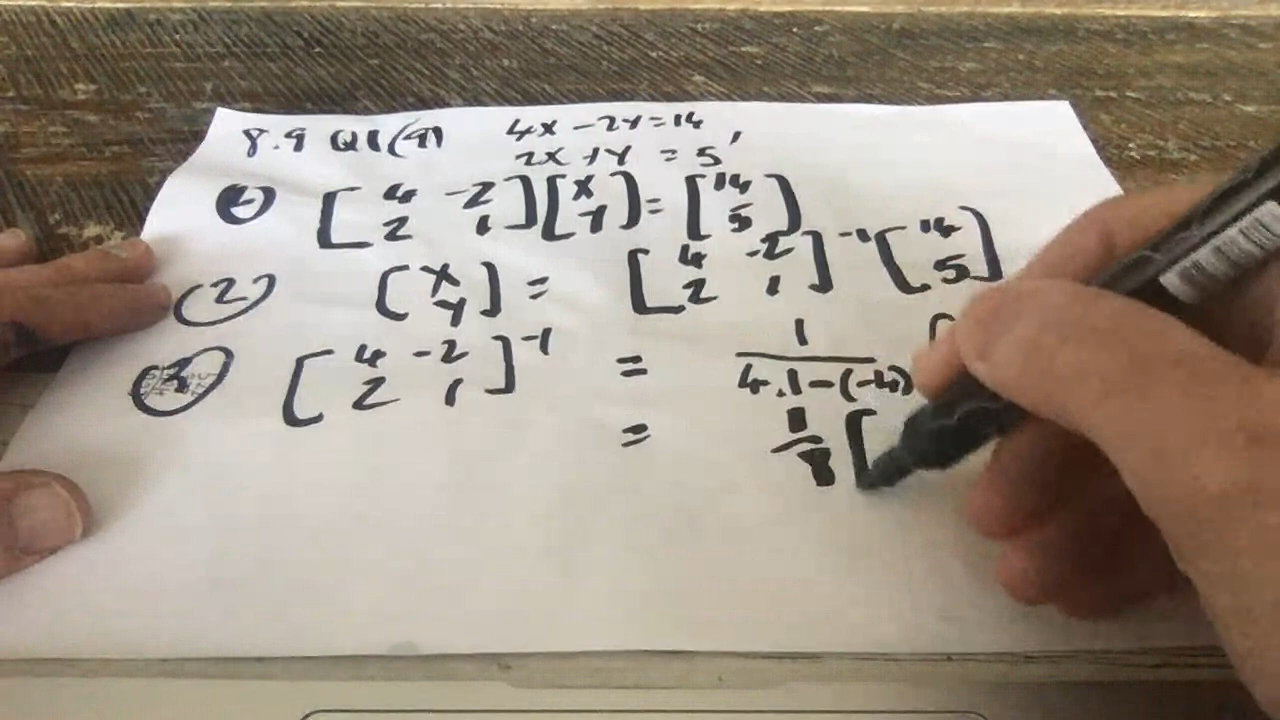 8.9 Q1(a) 4x - 2y = 14,
2x + y = 5
① [4 -2 [x = [14
2 1] y] 5]
② [x = [4 -2 ]⁻¹ [14
y] 2 1 5]
③ [4 -2 ]⁻¹ = 1
2 1 4.1-(-4)
= 1/8 [